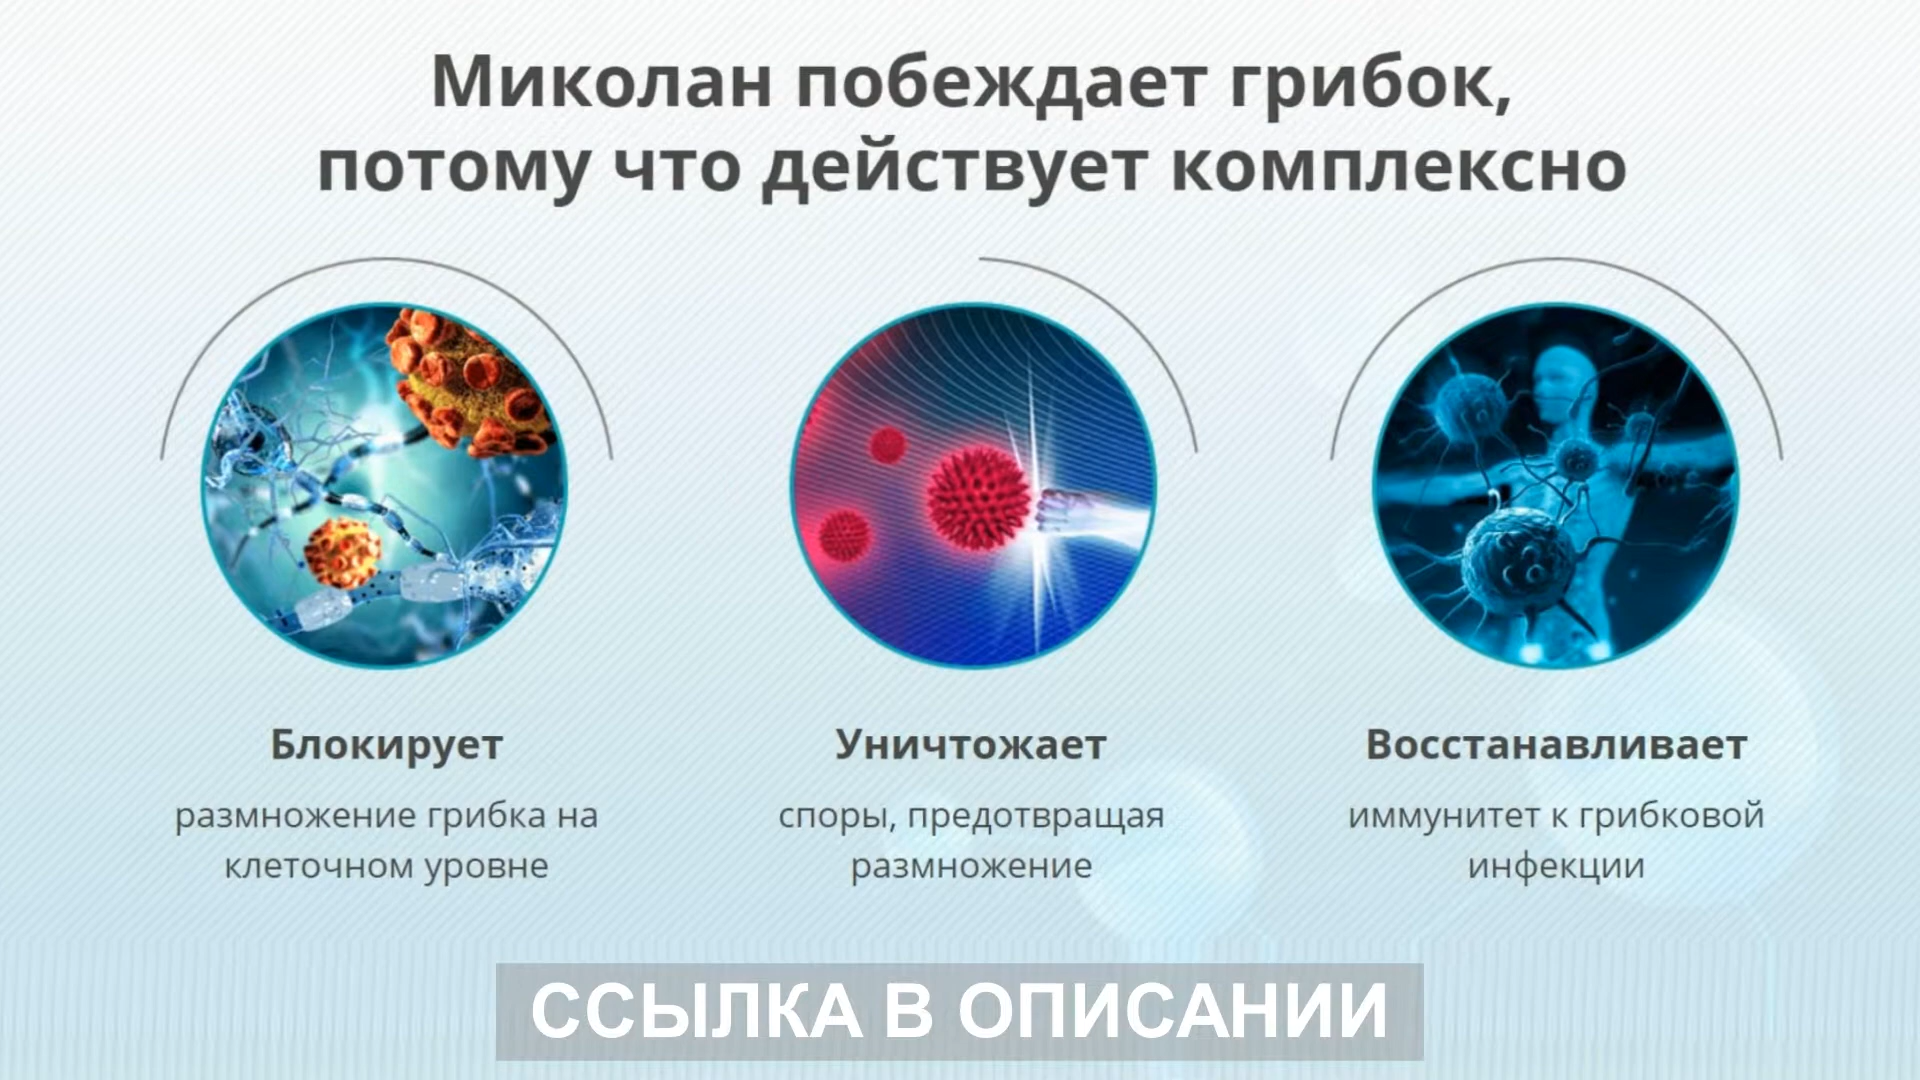 Миколан побеждает грибок,
потому что действует комплексно
Блокирует
размножение грибка на
клеточном уровне
Уничтожает
споры, предотвращая
размножение
Восстанавливает
иммунитет к грибковой
инфекции
ССЫЛКА В ОПИСАНИИ